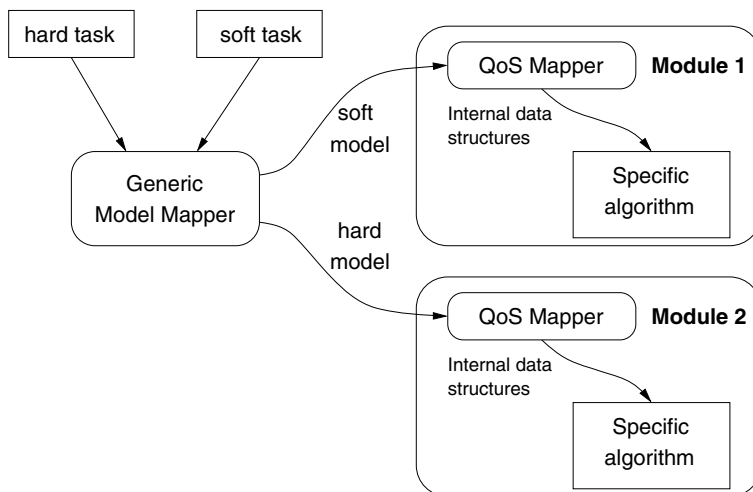 hard task
soft task
Generic
Model Mapper
soft
model
hard
model
QoS Mapper
Module 1
Internal data
structures
Specific
algorithm
QoS Mapper
Module 2
Internal data
structures
Specific
algorithm